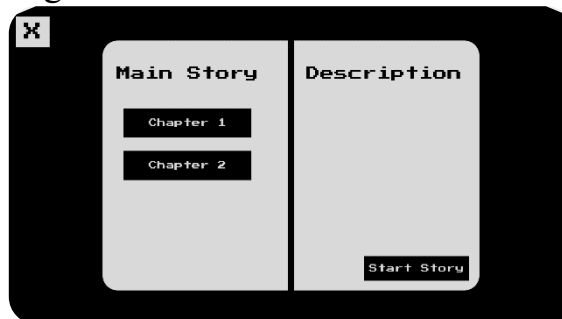 X
Main Story
Chapter 1
Chapter 2
Description
Start Story